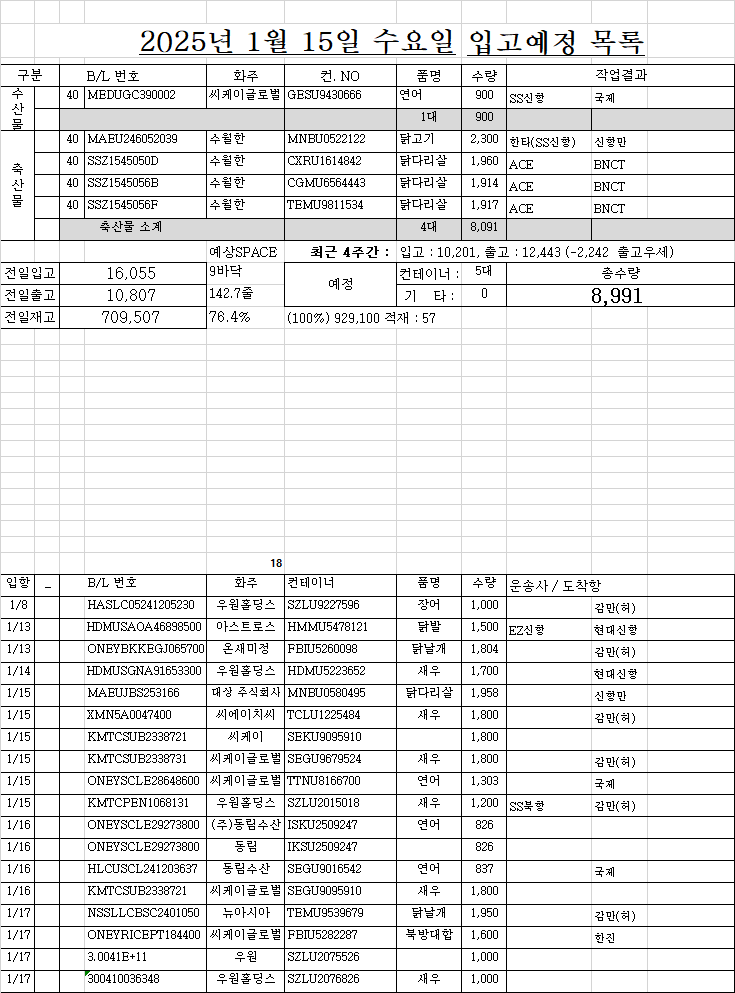 2025년 1월 15일 수요일 입고예정 목록
구분 B/L 번호 화주 컨. NO 품명 수량 작업결과
수산물
40 MEDUGC390002 씨케이글로벌 GESU9430666 연어 900 SS신항 국제
1대 900
축산물
40 MAEU246052039 수월한 MNBU0522122 닭고기 2,300 한타(SS신항) 신항만
40 SSZ1545050D 수월한 CXRU1614842 닭다리살 1,960 ACE BNCT
40 SSZ1545056B 수월한 CGMU6564443 닭다리살 1,914 ACE BNCT
40 SSZ1545056F 수월한 TEMU9811534 닭다리살 1,917 ACE BNCT
축산물 소계 4대 8,091
예상SPACE 최근 4주간 : 입고 : 10,201, 출고 : 12,443 (-2,242 출고우세)
전일입고 16,055 9바닥 예정 컨테이너 : 5대 총수량
전일출고 10,807 142.7줄 기 타 : 0 8,991
전일재고 709,507 76.4% (100%) 929,100 적재 : 57
18
입항 _ B/L 번호 화주 컨테이너 품명 수량 운송사 / 도착항
1/8 HASLC05241205230 우원홀딩스 SZLU9227596 장어 1,000 감만(허)
1/13 HDMUSAOA46898500 아스트로스 HMMU5478121 닭발 1,500 EZ신항 현대신항
1/13 ONEYBKKEGJ065700 온새미정 FBIU5260098 닭날개 1,804 감만(허)
1/14 HDMUSGNA91653300 우원홀딩스 HDMU5223652 새우 1,700 현대신항
1/15 MAEUJBS253166 대상 주식회사 MNBU0580495 닭다리살 1,958 신항만
1/15 XMN5A0047400 씨에이치씨 TCLU1225484 새우 1,800 감만(허)
1/15 KMTCSUB2338721 씨케이 SEKU9095910 1,800
1/15 KMTCSUB2338731 씨케이글로벌 SEGU9679524 새우 1,800 감만(허)
1/15 ONEYSCLE28648600 씨케이글로벌 TTNU8166700 연어 1,303 국제
1/15 KMTCPEN1068131 우원홀딩스 SZLU2015018 새우 1,200 SS북항 감만(허)
1/16 ONEYSCLE29273800 (주)동림수산 ISKU2509247 연어 826
1/16 ONEYSCLE29273800 동림 IKSU2509247 826
1/16 HLCUSCL241203637 동림수산 SEGU9016542 연어 837 국제
1/16 KMTCSUB2338721 씨케이글로벌 SEGU9095910 새우 1,800
1/17 NSSLLCBSC2401050 뉴아시아 TEMU9539679 닭날개 1,950 감만(허)
1/17 ONEYRICEPT184400 씨케이글로벌 FBIU5282287 북방대합 1,600 한진
1/17 3.0041E+11 우원 SZLU2075526 1,000
1/17 300410036348 우원홀딩스 SZLU2076826 새우 1,000